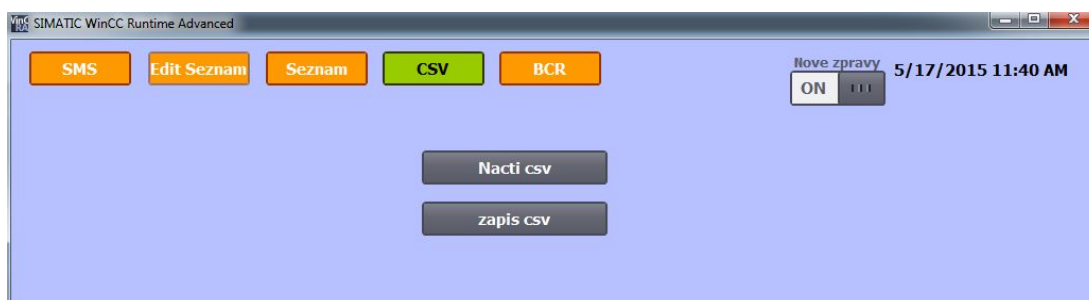 SIMATIC WinCC Runtime Advanced
SMS Edit Seznam Seznam CSV BCR
Nove zpravy
ON
5/17/2015 11:40 AM
Nacti csv
zapis csv